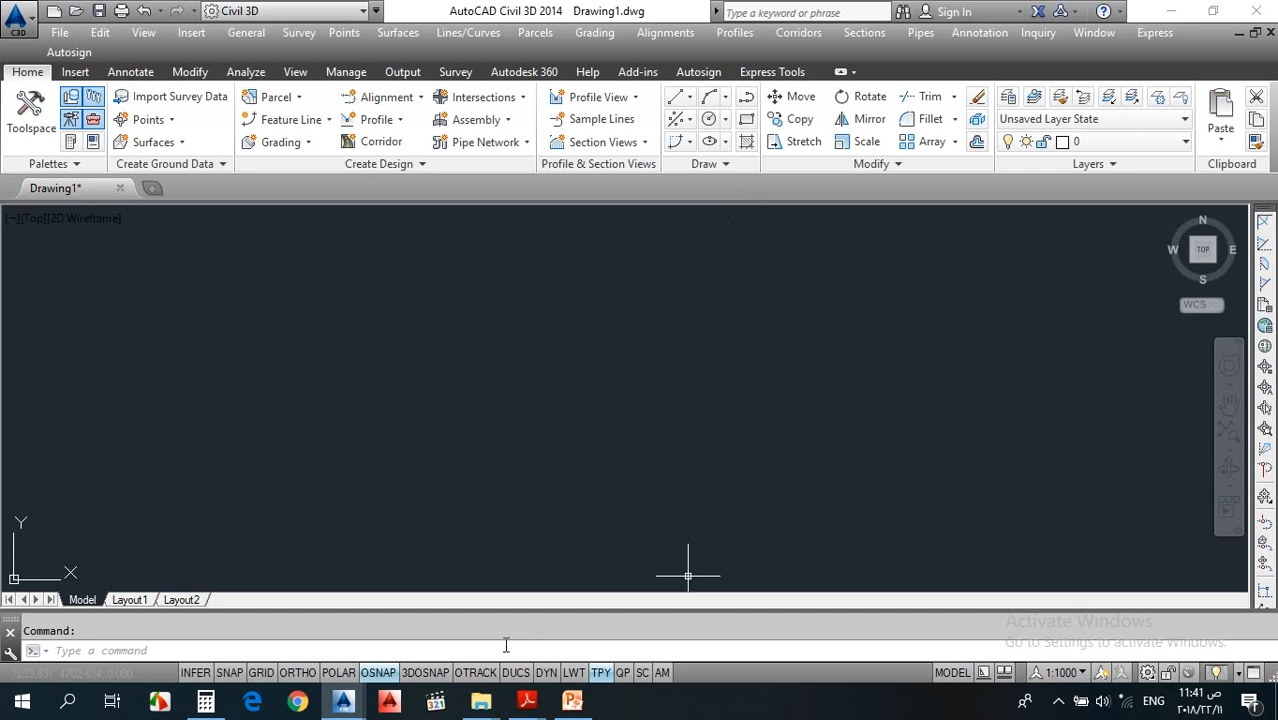 Civil 3D
AutoCAD Civil 3D 2014 Drawing1.dwg
Type a keyword or phrase
Sign In
C3D
File Edit View Insert General Survey Points Surfaces Lines/Curves Parcels Grading Alignments Profiles Corridors Sections Pipes Annotation Inquiry Window Express
Autosign
Home Insert Annotate Modify Analyze View Manage Output Survey Autodesk 360 Help Add-ins Autosign Express Tools
Toolspace
Import Survey Data
Points
Surfaces
Parcel
Feature Line
Grading
Alignment
Profile
Corridor
Intersections
Assembly
Pipe Network
Profile View
Sample Lines
Section Views
Move
Copy
Stretch
Rotate
Mirror
Scale
Trim
Fillet
Array
Unsaved Layer State
0
Paste
Palettes Create Ground Data Create Design Profile & Section Views Draw Modify Layers Clipboard
Drawing1*
[−][Top][2D Wireframe]
N
W TOP E
S
WCS
Y
X
Model Layout1 Layout2
Command:
Type a command
Activate Windows
Go to Settings to activate Windows.
INFER SNAP GRID ORTHO POLAR OSNAP 3DOSNAP OTRACK DUCS DYN LWT TPY QP SC AM
MODEL 1:1000
321
ENG
11:41 ص
٢٠١٨/٢٢/١١